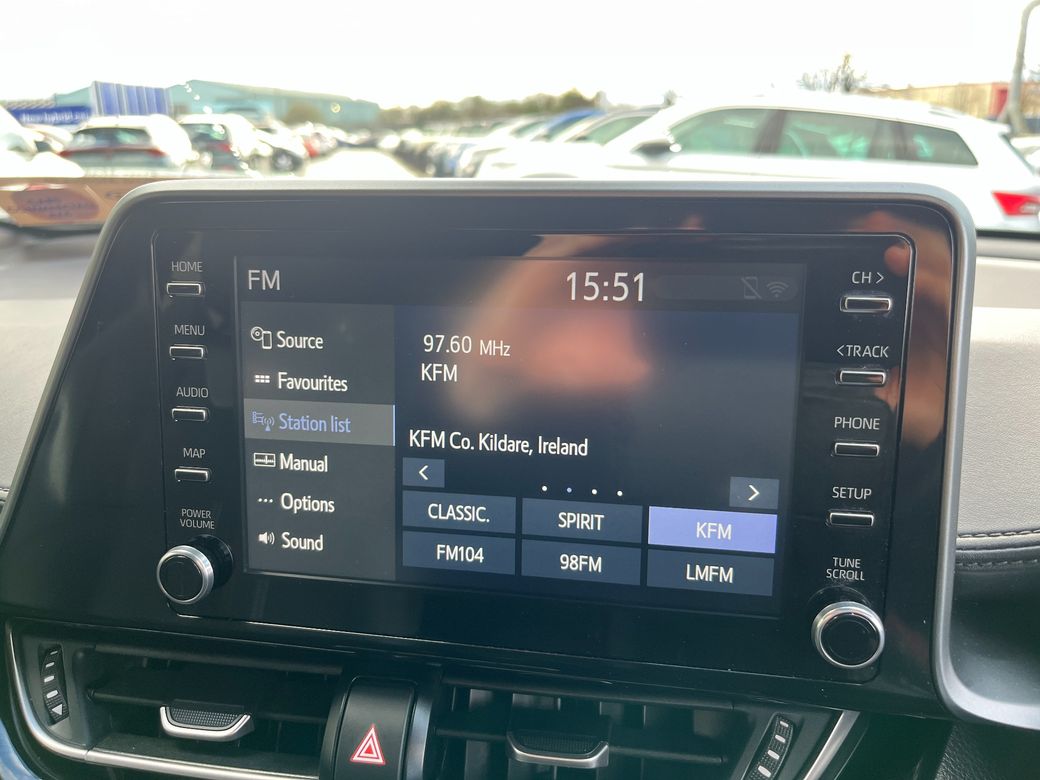 FM
15:51
HOME
MENU
AUDIO
MAP
POWER
VOLUME
Source
Favourites
Station list
Manual
Options
Sound
97.60 MHz
KFM
KFM Co. Kildare, Ireland
<
>
CLASSIC.
SPIRIT
KFM
FM104
98FM
LMFM
CH >
< TRACK
PHONE
SETUP
TUNE
SCROLL